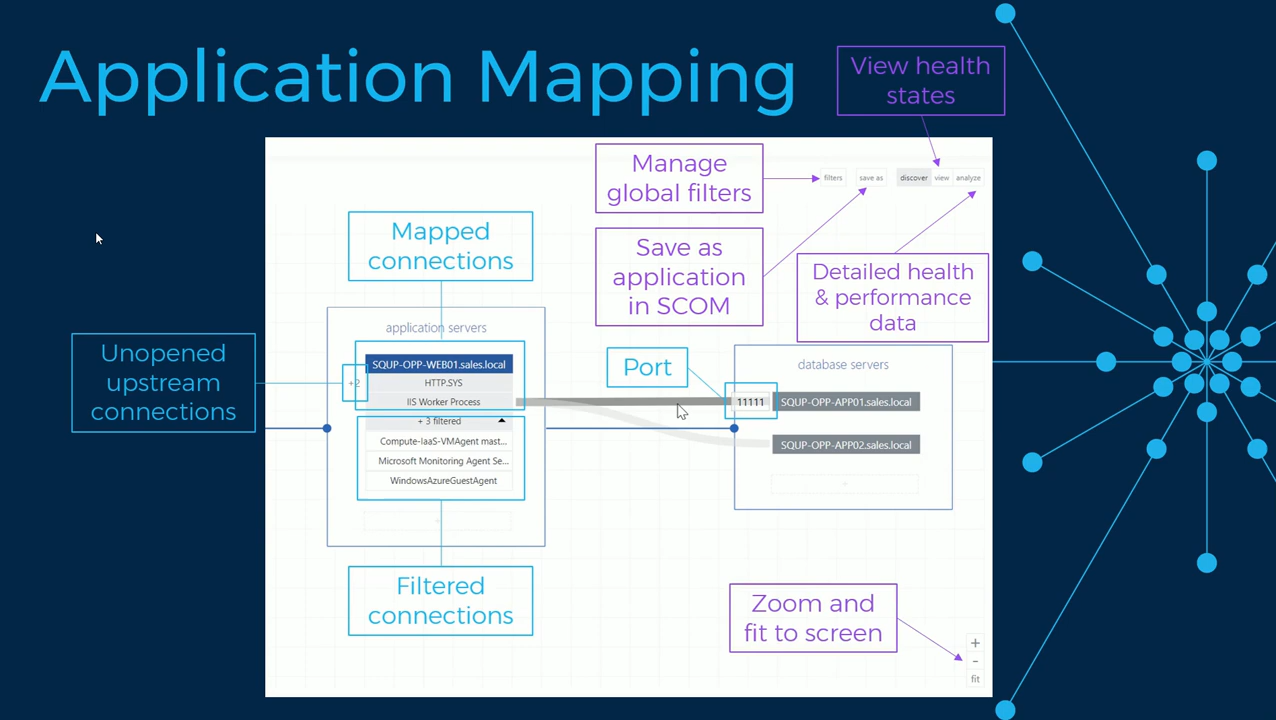 Application Mapping
View health
states
Manage
global filters
filters
save as
discover
view
analyze
Mapped
connections
Save as
application
in SCOM
Detailed health
& performance
data
application servers
Unopened
upstream
connections
+2
SQUP-OPP-WEB01.sales.local
HTTP.SYS
IIS Worker Process
+ 3 filtered
Compute-IaaS-VMAgent mast...
Microsoft Monitoring Agent Se...
WindowsAzureGuestAgent
+
Port
database servers
11111
SQUP-OPP-APP01.sales.local
SQUP-OPP-APP02.sales.local
Filtered
connections
Zoom and
fit to screen
+
-
fit